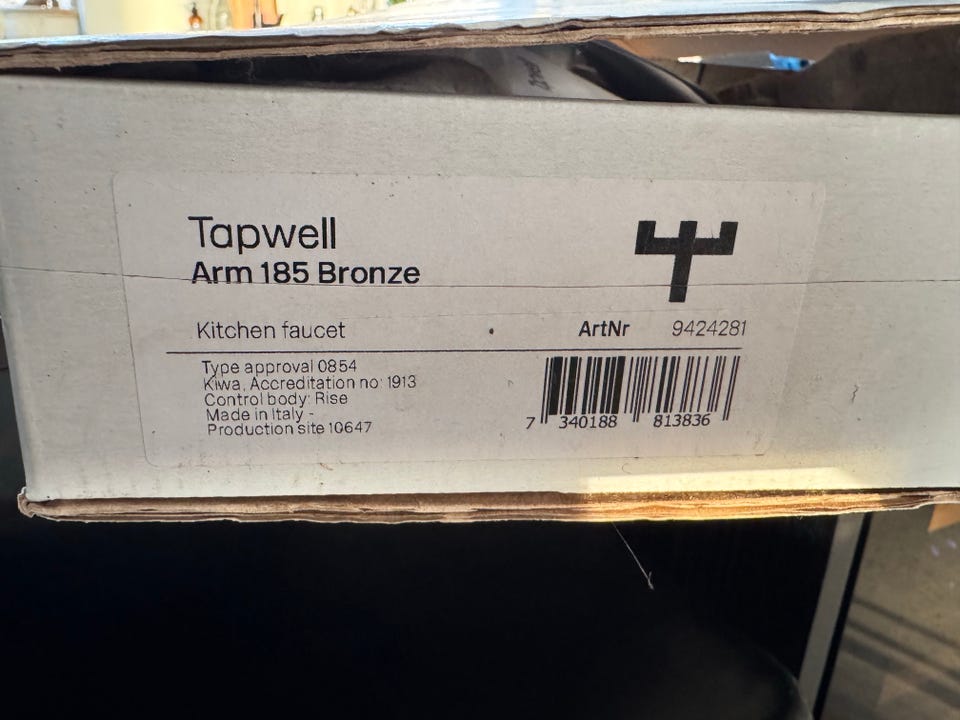 Tapwell
Arm 185 Bronze
Kitchen faucet
ArtNr 9424281
Type approval 0854
Kiwa, Accreditation no: 1913
Control body: Rise
Made in Italy -
Production site 10647
7 340188 813836